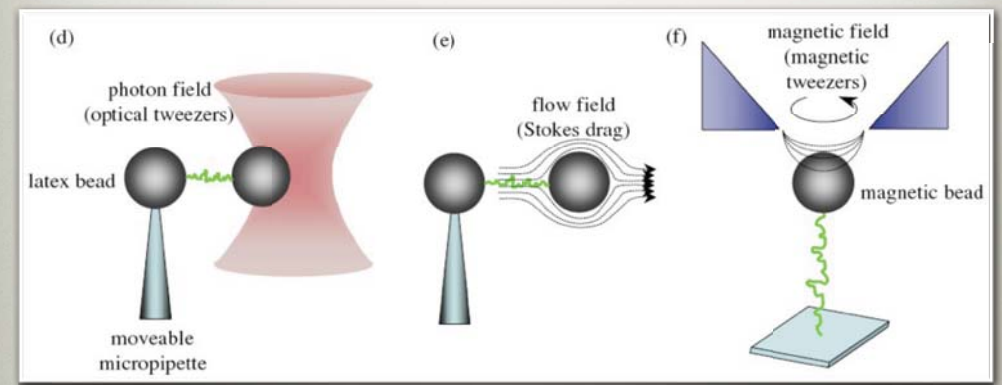 (d)
photon field
(optical tweezers)
latex bead
moveable
micropipette
(e)
flow field
(Stokes drag)
(f)
magnetic field
(magnetic
tweezers)
magnetic bead